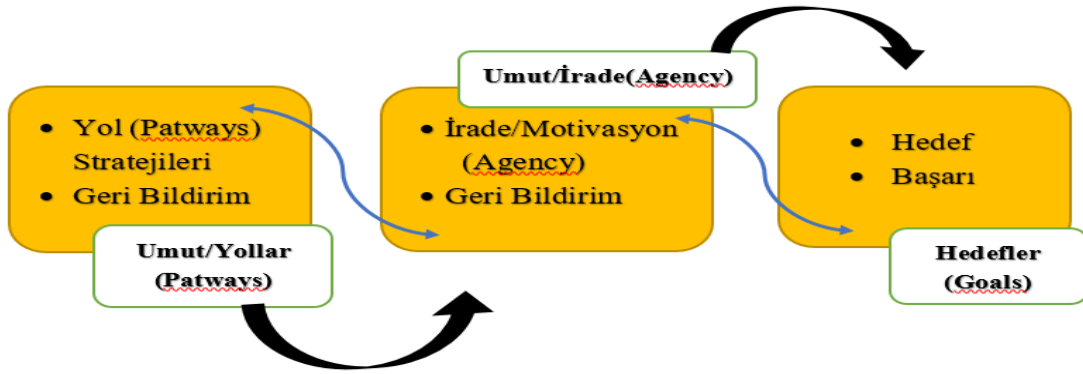 • Yol (Patways)
Stratejileri
• Geri Bildirim
Umut/Yollar
(Patways)
Umut/İrade(Agency)
• İrade/Motivasyon
(Agency)
• Geri Bildirim
• Hedef
• Başarı
Hedefler
(Goals)